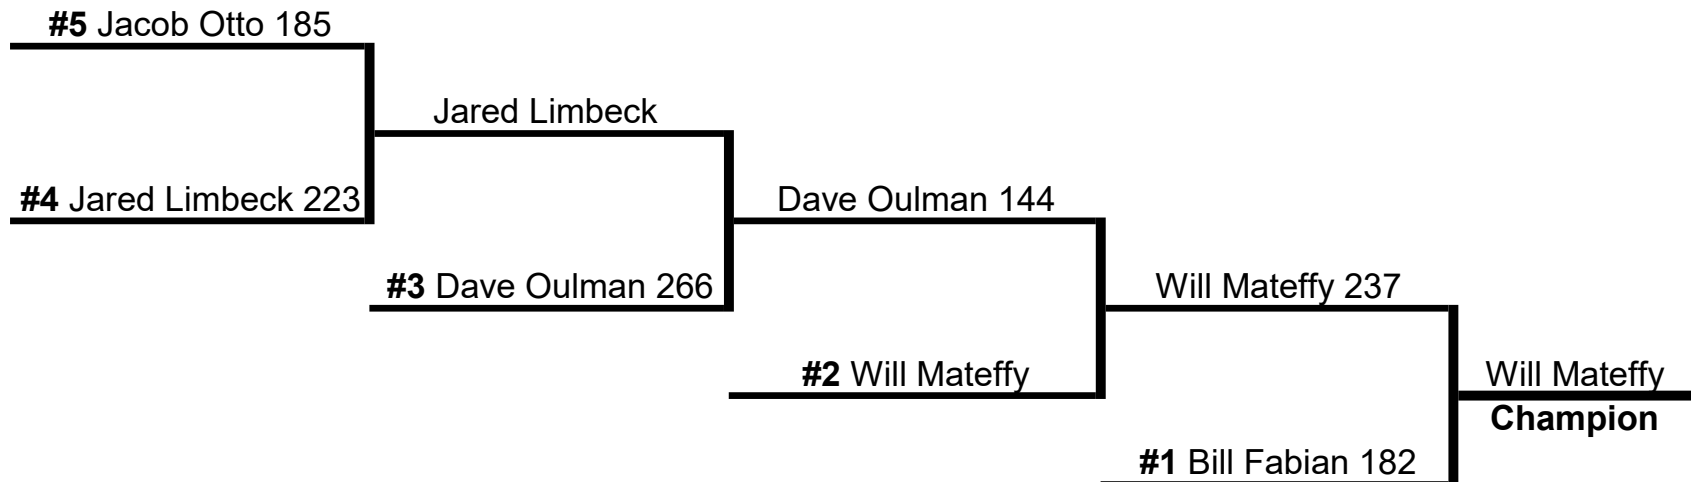 #5 Jacob Otto 185
Jared Limbeck
#4 Jared Limbeck 223
Dave Oulman 144
#3 Dave Oulman 266
Will Mateffy 237
#2 Will Mateffy
Will Mateffy
Champion
#1 Bill Fabian 182